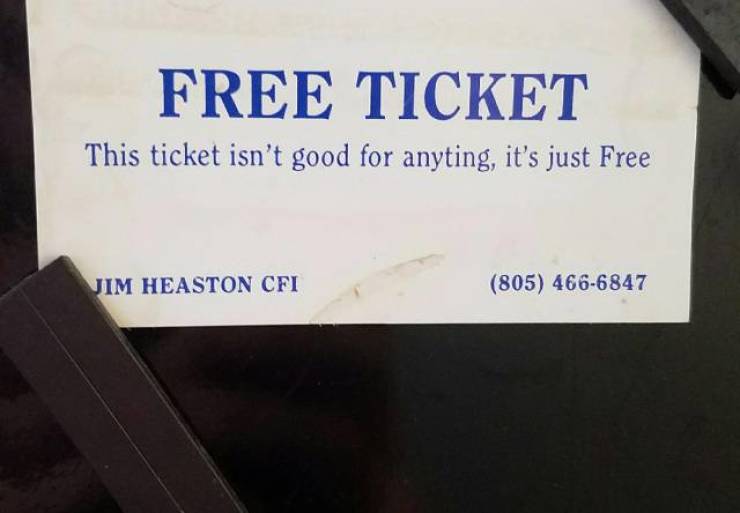 FREE TICKET
This ticket isn't good for anyting, it's just Free
JIM HEASTON CFI (805) 466-6847